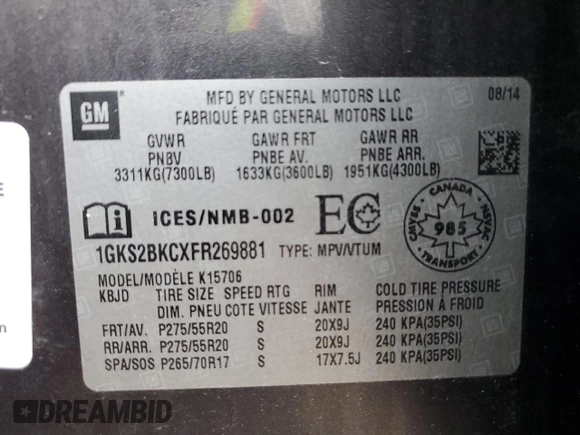 GM
MFD BY GENERAL MOTORS LLC
FABRIQUÉ PAR GENERAL MOTORS LLC
08/14
GVWR GAWR FRT GAWR RR
PNBV PNBE AV. PNBE ARR.
3311KG(7300LB) 1633KG(3600LB) 1951KG(4300LB)
ICES/NMB-002 EC
CANADA
CMVSS 985 NSVAC
TRANSPORT
1GKS2BKCXFR269881 TYPE: MPV/VTUM
MODEL/MODÈLE K15706
KBJD TIRE SIZE SPEED RTG RIM COLD TIRE PRESSURE
DIM. PNEU COTE VITESSE JANTE PRESSION À FROID
FRT/AV. P275/55R20 S 20X9J 240 KPA(35PSI)
RR/ARR. P275/55R20 S 20X9J 240 KPA(35PSI)
SPA/SOS P265/70R17 S 17X7.5J 240 KPA(35PSI)
DREAMBID